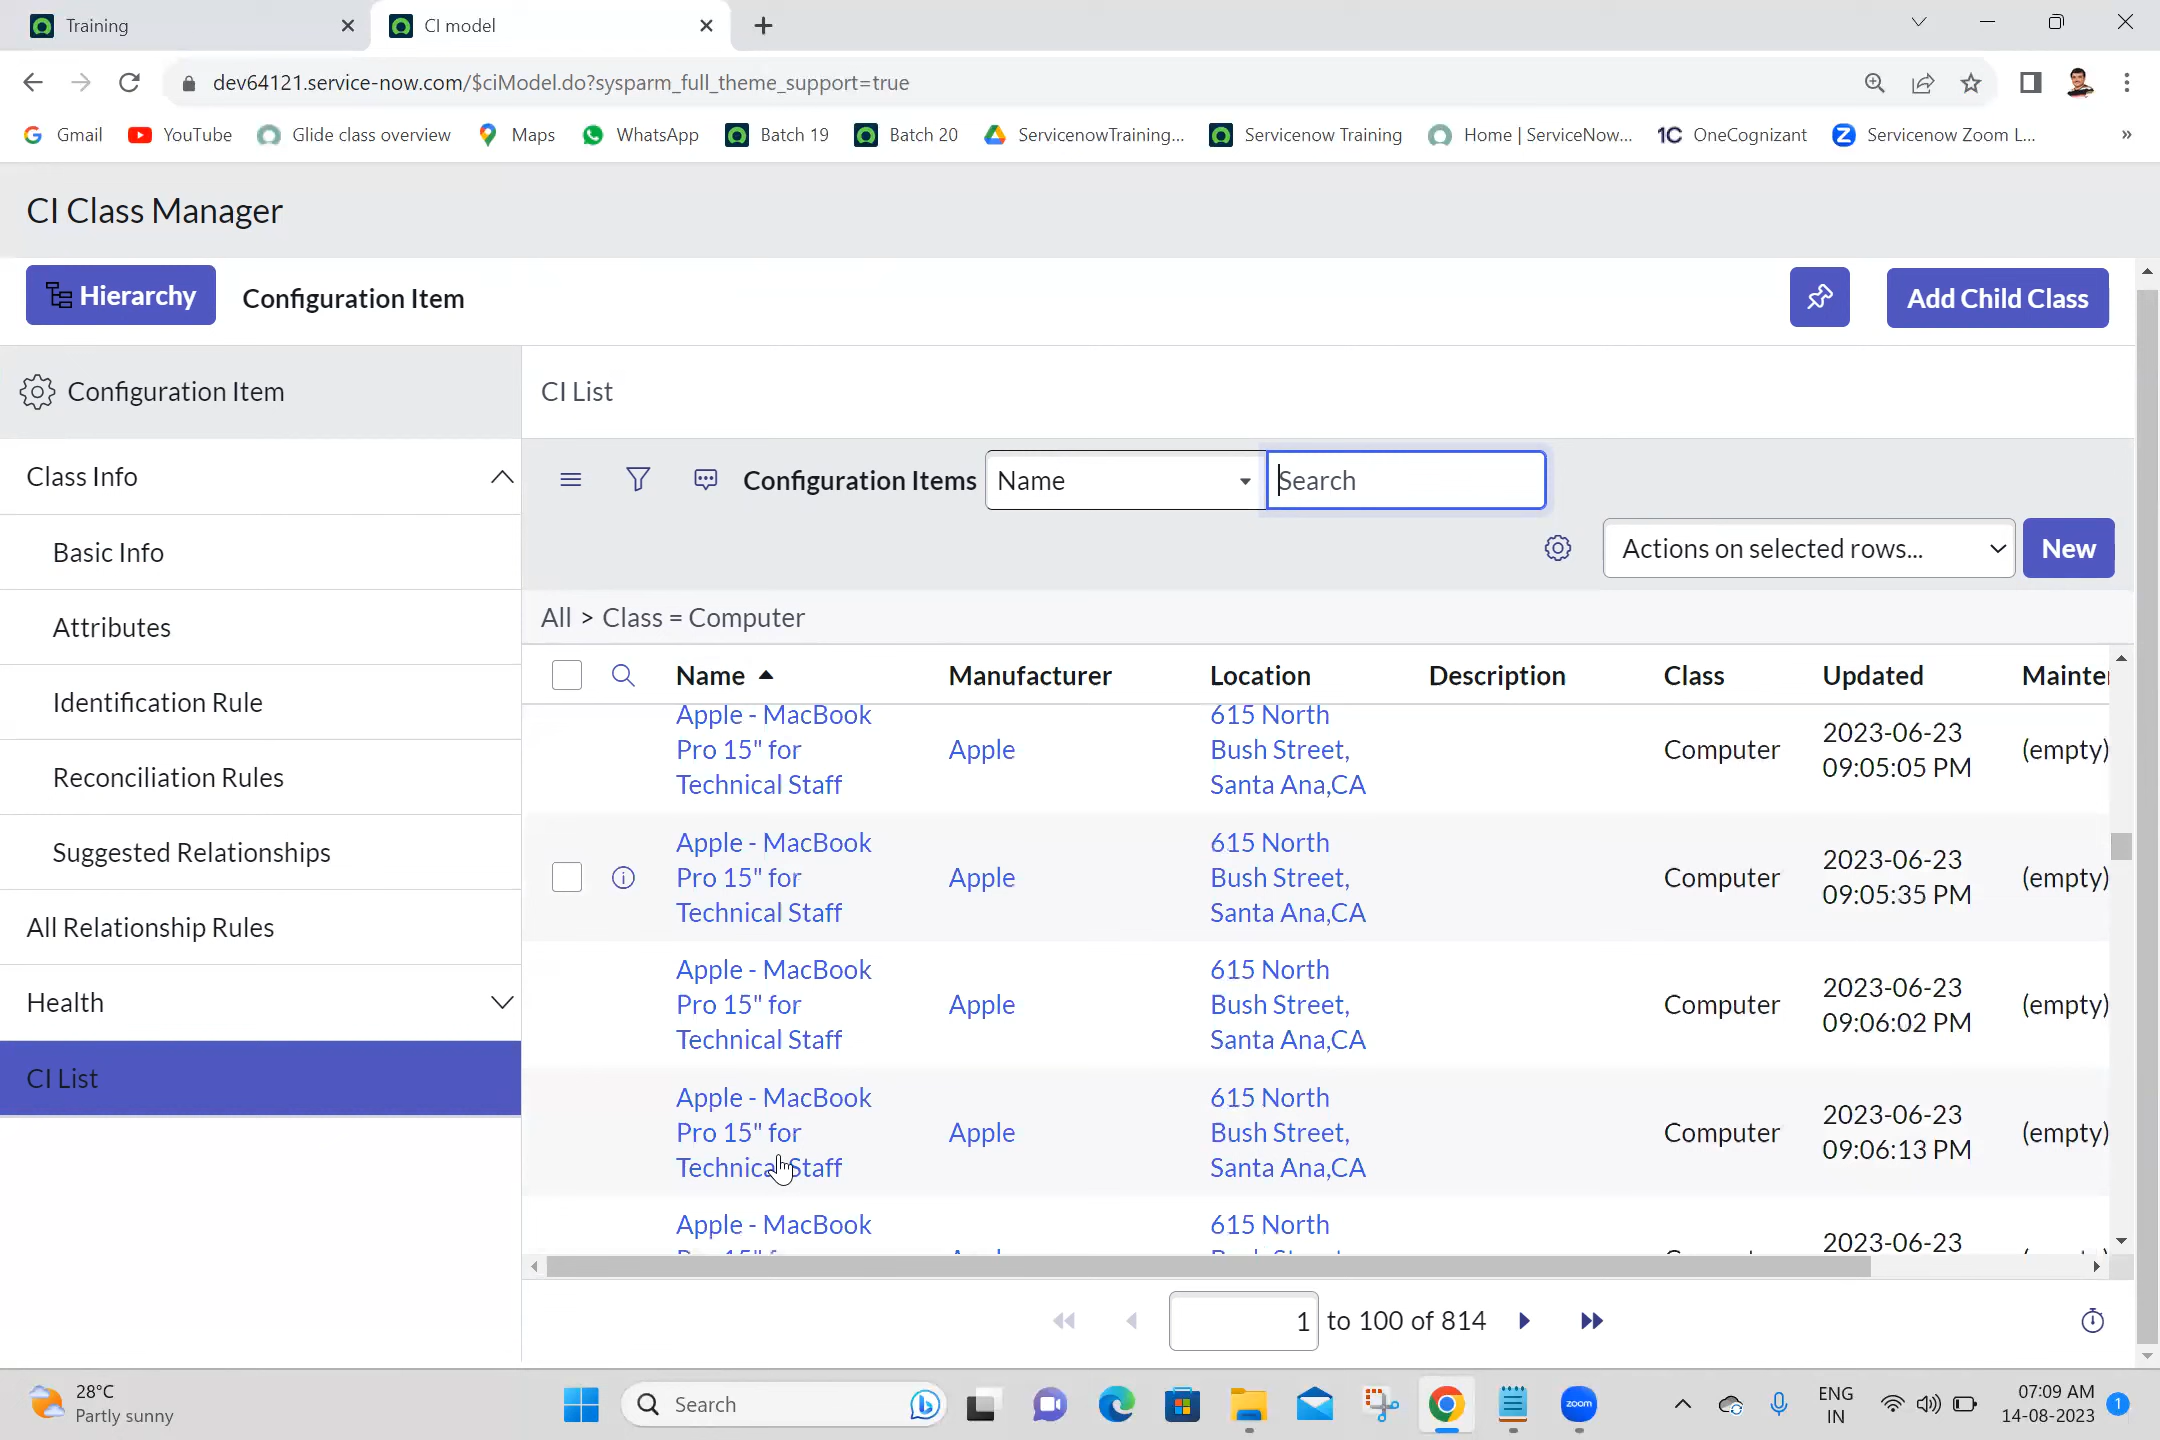 Training
CI model
dev64121.service-now.com/$ciModel.do?sysparm_full_theme_support=true
Gmail YouTube Glide class overview Maps WhatsApp Batch 19 Batch 20 ServicenowTraining... Servicenow Training Home | ServiceNow... OneCognizant Servicenow Zoom L... »
CI Class Manager
Hierarchy
Configuration Item
Add Child Class
Configuration Item
Class Info
Basic Info
Attributes
Identification Rule
Reconciliation Rules
Suggested Relationships
All Relationship Rules
Health
CI List
CI List
Configuration Items Name Search
Actions on selected rows... New
All > Class = Computer
Name Manufacturer Location Description Class Updated Mainte
Apple - MacBook
Pro 15" for
Technical Staff
Apple
615 North
Bush Street,
Santa Ana,CA
Computer
2023-06-23
09:05:05 PM
(empty)
Apple - MacBook
Pro 15" for
Technical Staff
Apple
615 North
Bush Street,
Santa Ana,CA
Computer
2023-06-23
09:05:35 PM
(empty)
Apple - MacBook
Pro 15" for
Technical Staff
Apple
615 North
Bush Street,
Santa Ana,CA
Computer
2023-06-23
09:06:02 PM
(empty)
Apple - MacBook
Pro 15" for
Technical Staff
Apple
615 North
Bush Street,
Santa Ana,CA
Computer
2023-06-23
09:06:13 PM
(empty)
Apple - MacBook
615 North
2023-06-23
1 to 100 of 814
28°C
Partly sunny
Search
zoom
ENG
IN
07:09 AM
14-08-2023
1